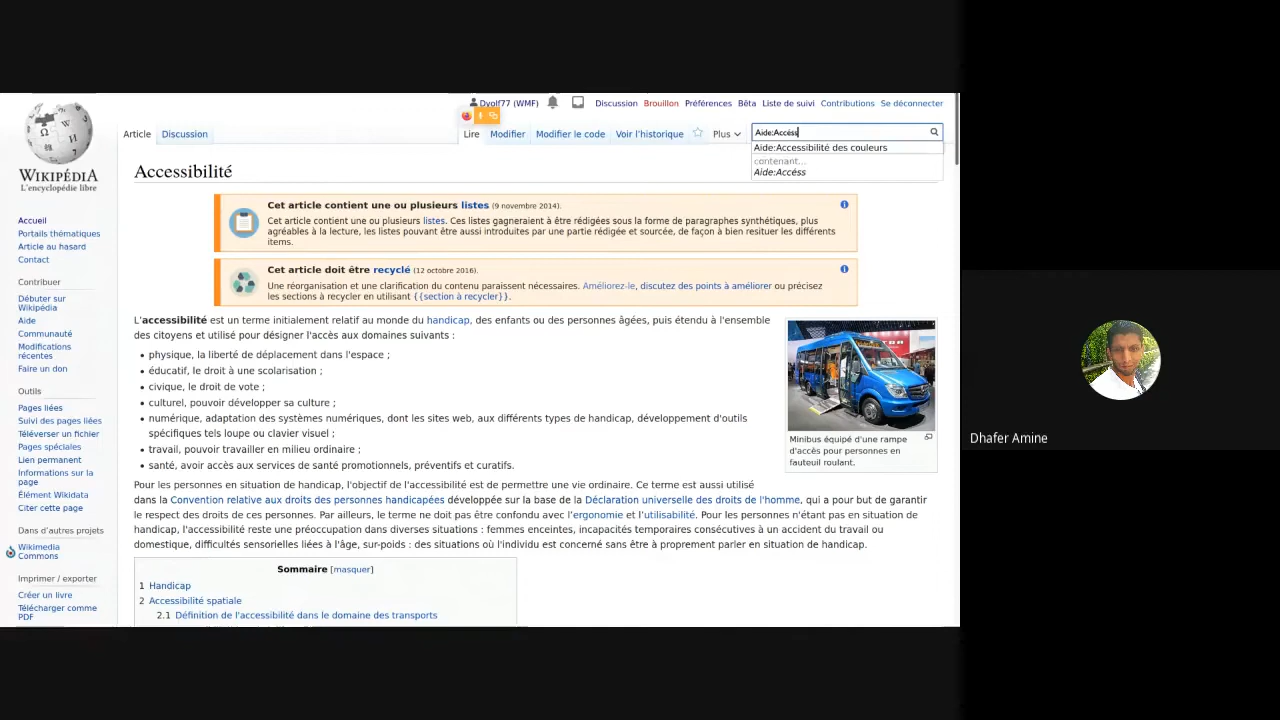 Dyolf77 (WMF) Discussion Brouillon Préférences Bêta Liste de suivi Contributions Se déconnecter
Article Discussion Lire Modifier Modifier le code Voir l'historique Plus
Aide:Accéss
Aide:Accessibilité des couleurs
contenant...
Aide:Accéss
WIKIPÉDIA
L'encyclopédie libre
Accueil
Portails thématiques
Article au hasard
Contact
Contribuer
Débuter sur
Wikipédia
Aide
Communauté
Modifications
récentes
Faire un don
Outils
Pages liées
Suivi des pages liées
Téléverser un fichier
Pages spéciales
Lien permanent
Informations sur la
page
Élément Wikidata
Citer cette page
Dans d'autres projets
Wikimedia
Commons
Imprimer / exporter
Créer un livre
Télécharger comme
PDF
Accessibilité
Cet article contient une ou plusieurs listes (9 novembre 2014).
Cet article contient une ou plusieurs listes. Ces listes gagneraient à être rédigées sous la forme de paragraphes synthétiques, plus
agréables à la lecture, les listes pouvant être aussi introduites par une partie rédigée et sourcée, de façon à bien resituer les différents
items.
Cet article doit être recyclé (12 octobre 2016).
Une réorganisation et une clarification du contenu paraissent nécessaires. Améliorez-le, discutez des points à améliorer ou précisez
les sections à recycler en utilisant {{section à recycler}}.
L'accessibilité est un terme initialement relatif au monde du handicap, des enfants ou des personnes âgées, puis étendu à l'ensemble
des citoyens et utilisé pour désigner l'accès aux domaines suivants :
• physique, la liberté de déplacement dans l'espace ;
• éducatif, le droit à une scolarisation ;
• civique, le droit de vote ;
• culturel, pouvoir développer sa culture ;
• numérique, adaptation des systèmes numériques, dont les sites web, aux différents types de handicap, développement d'outils
spécifiques tels loupe ou clavier visuel ;
• travail, pouvoir travailler en milieu ordinaire ;
• santé, avoir accès aux services de santé promotionnels, préventifs et curatifs.
Minibus équipé d'une rampe
d'accès pour personnes en
fauteuil roulant.
Pour les personnes en situation de handicap, l'objectif de l'accessibilité est de permettre une vie ordinaire. Ce terme est aussi utilisé
dans la Convention relative aux droits des personnes handicapées développée sur la base de la Déclaration universelle des droits de l'homme, qui a pour but de garantir
le respect des droits de ces personnes. Par ailleurs, le terme ne doit pas être confondu avec l'ergonomie et l'utilisabilité. Pour les personnes n'étant pas en situation de
handicap, l'accessibilité reste une préoccupation dans diverses situations : femmes enceintes, incapacités temporaires consécutives à un accident du travail ou
domestique, difficultés sensorielles liées à l'âge, sur-poids : des situations où l'individu est concerné sans être à proprement parler en situation de handicap.
Sommaire [masquer]
1 Handicap
2 Accessibilité spatiale
2.1 Définition de l'accessibilité dans le domaine des transports
Dhafer Amine